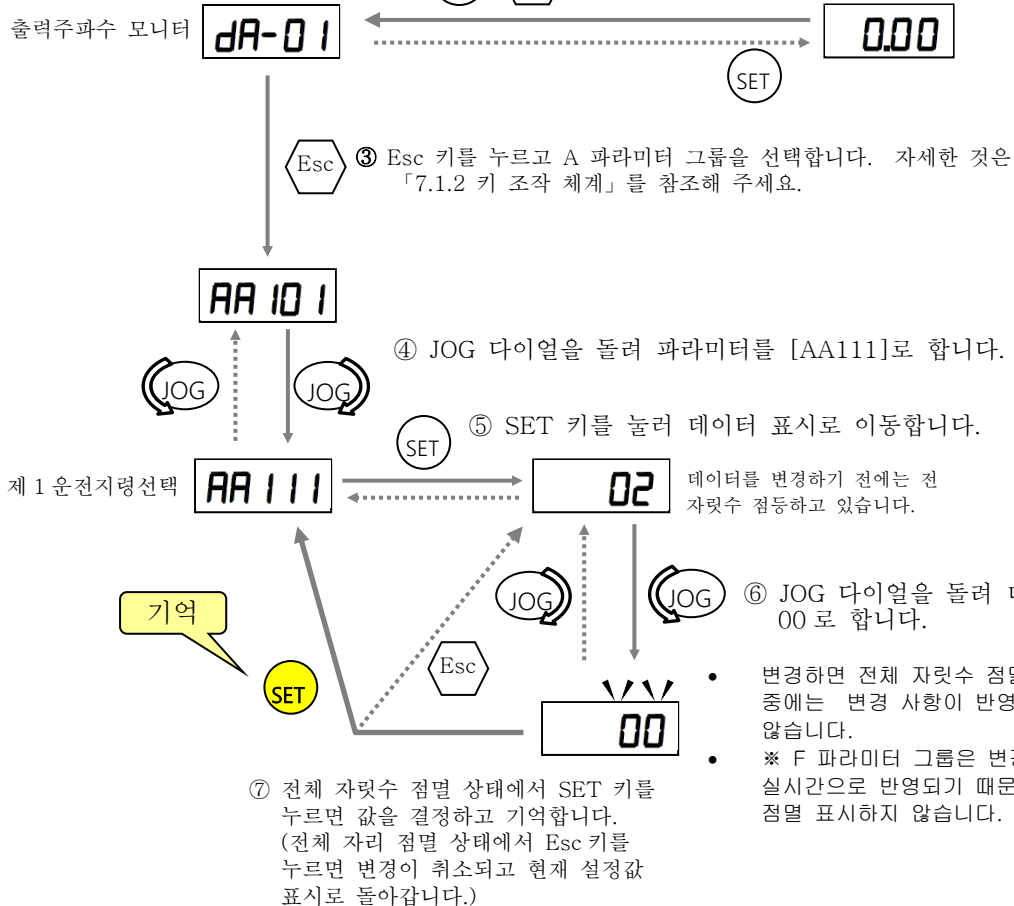 출력주파수 모니터
dA-01
0.00
SET
Esc
③ Esc 키를 누르고 A 파라미터 그룹을 선택합니다. 자세한 것은
「7.1.2 키 조작 체계」를 참조해 주세요.
AA101
④ JOG 다이얼을 돌려 파라미터를 [AA111]로 합니다.
JOG
JOG
⑤ SET 키를 눌러 데이터 표시로 이동합니다.
SET
제 1 운전지령선택
AA111
02
데이터를 변경하기 전에는 전
자릿수 점등하고 있습니다.
JOG
JOG
⑥ JOG 다이얼을 돌려
00 로 합니다.
기억
SET
Esc
00
• 변경하면 전체 자릿수 점멸
중에는 변경 사항이 반영
않습니다.
• ※ F 파라미터 그룹은 변경
실시간으로 반영되기 때문
점멸 표시하지 않습니다.
⑦ 전체 자릿수 점멸 상태에서 SET 키를
누르면 값을 결정하고 기억합니다.
(전체 자리 점멸 상태에서 Esc 키를
누르면 변경이 취소되고 현재 설정값
표시로 돌아갑니다.)